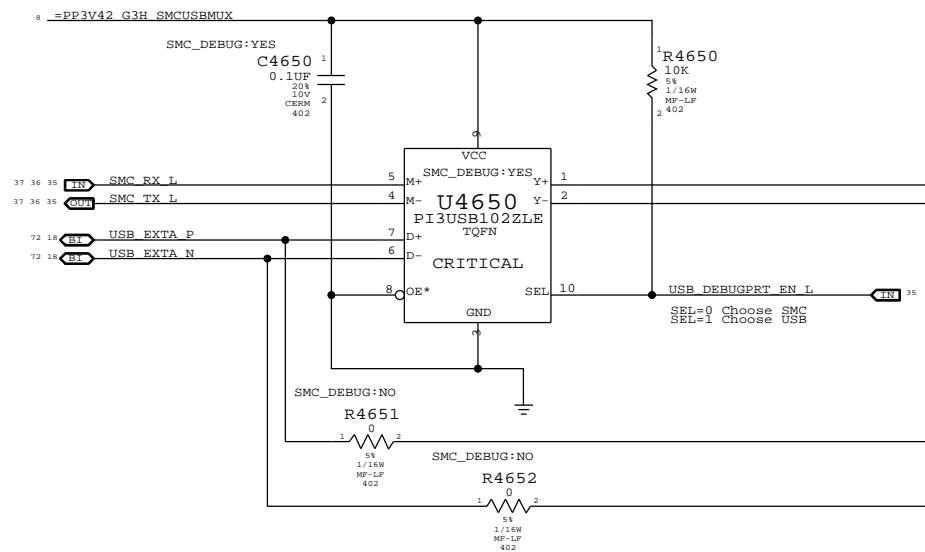 8 =PP3V42_G3H_SMCUSBMUX
SMC_DEBUG:YES
C4650
0.1UF
20%
10V
CERM
402
1
2
R4650
10K
5%
1/16W
MF-LF
402
1
2
9
VCC
SMC_DEBUG:YES
U4650
PI3USB102ZLE
TQFN
CRITICAL
37 36 35 IN SMC_RX_L 5 M+ Y+ 1
37 36 35 OUT SMC_TX_L 4 M- Y- 2
72 18 BI USB_EXTA_P 7 D+
72 18 BI USB_EXTA_N 6 D-
8 OE* SEL 10 USB_DEBUGPRT_EN_L IN 35
SEL=0 Choose SMC
SEL=1 Choose USB
GND
3
SMC_DEBUG:NO
R4651
0
1 2
5%
1/16W
MF-LF
402
SMC_DEBUG:NO
R4652
0
1 2
5%
1/16W
MF-LF
402